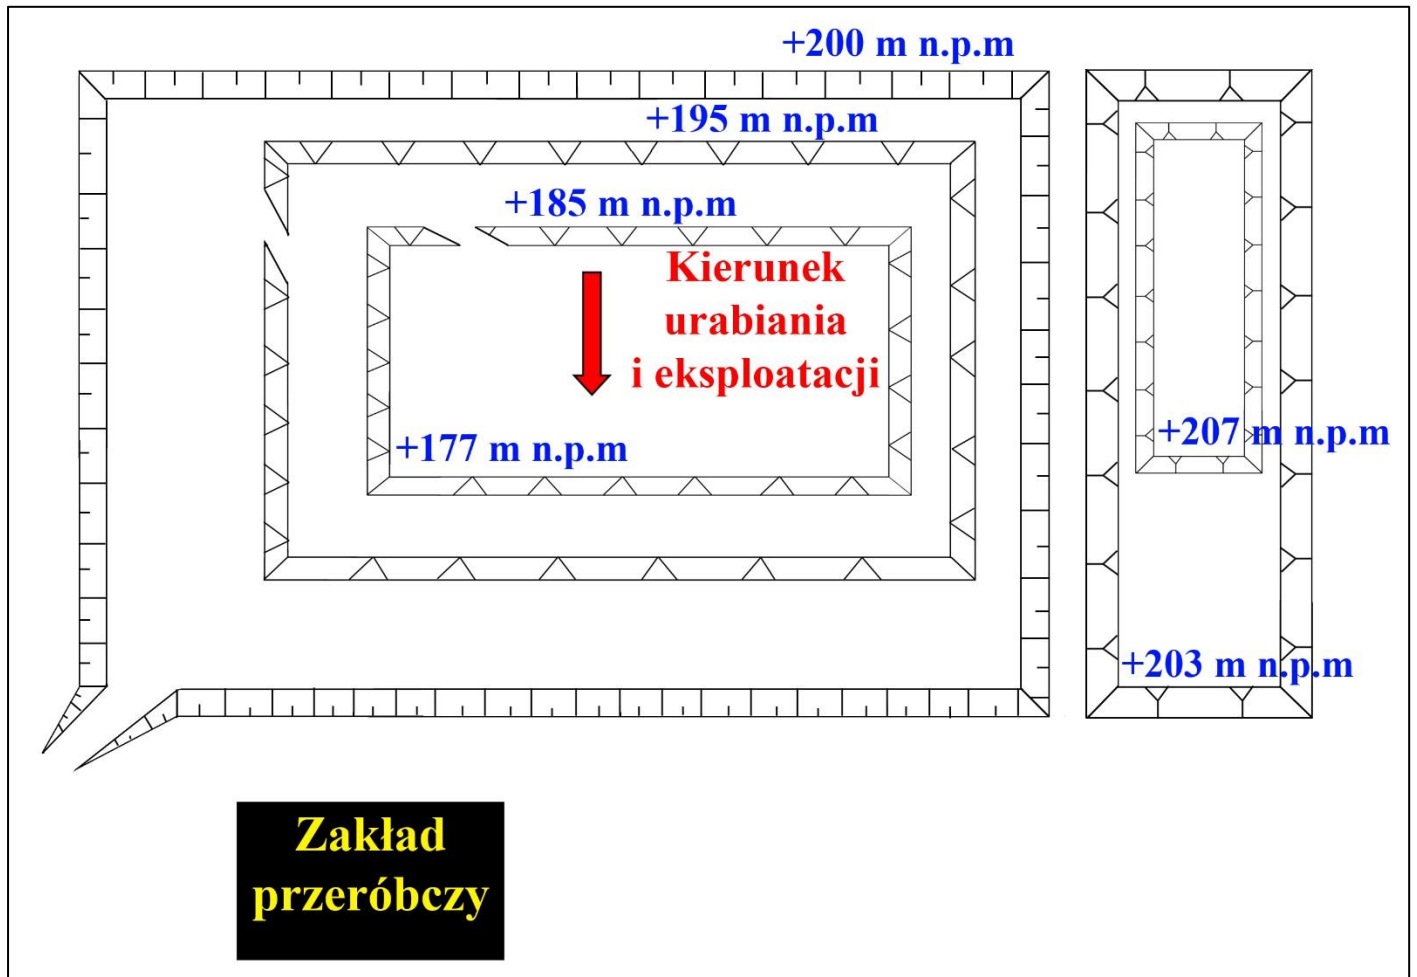 +200 m n.p.m
+195 m n.p.m
+185 m n.p.m
Kierunek
urabiania
i eksploatacji
+177 m n.p.m
+207 m n.p.m
+203 m n.p.m
Zakład
przeróbczy